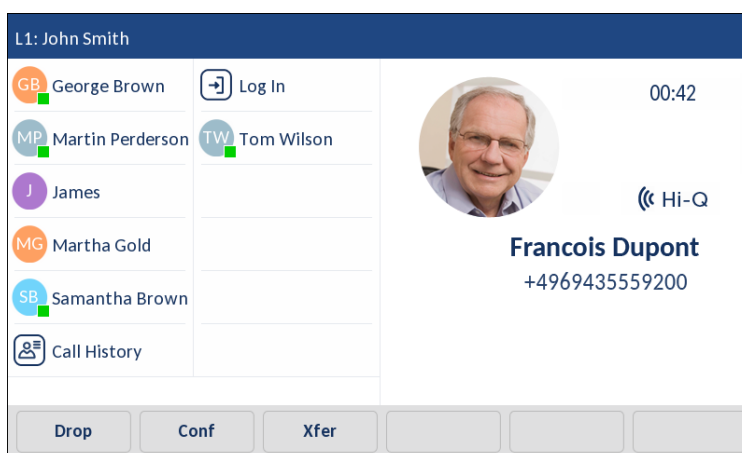 L1: John Smith
GB George Brown
Log In
00:42
MP Martin Perderson
TW Tom Wilson
J James
Hi-Q
MG Martha Gold
Francois Dupont
SB Samantha Brown
+4969435559200
Call History
Drop Conf Xfer